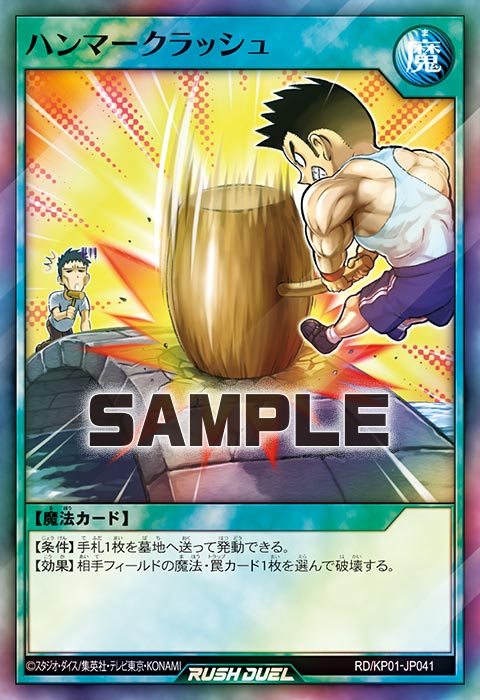 ハンマークラッシュ
魔
ま
SAMPLE
【魔法カード】
【条件】手札1枚を墓地へ送って発動できる。
【効果】相手フィールドの魔法・罠カード1枚を選んで破壊する。
©スタジオ・ダイス/集英社・テレビ東京・KONAMI
RUSH DUEL
RD/KP01-JP041